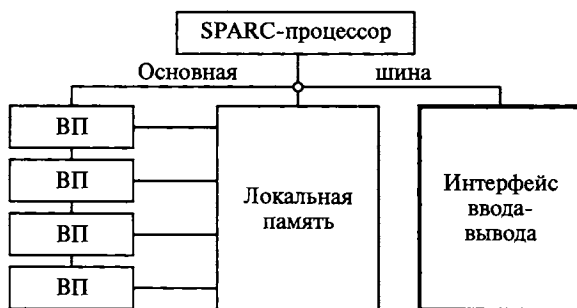 SPARC-процессор
Основная шина
ВП
ВП
ВП
ВП
Локальная
память
Интерфейс
ввода-
вывода